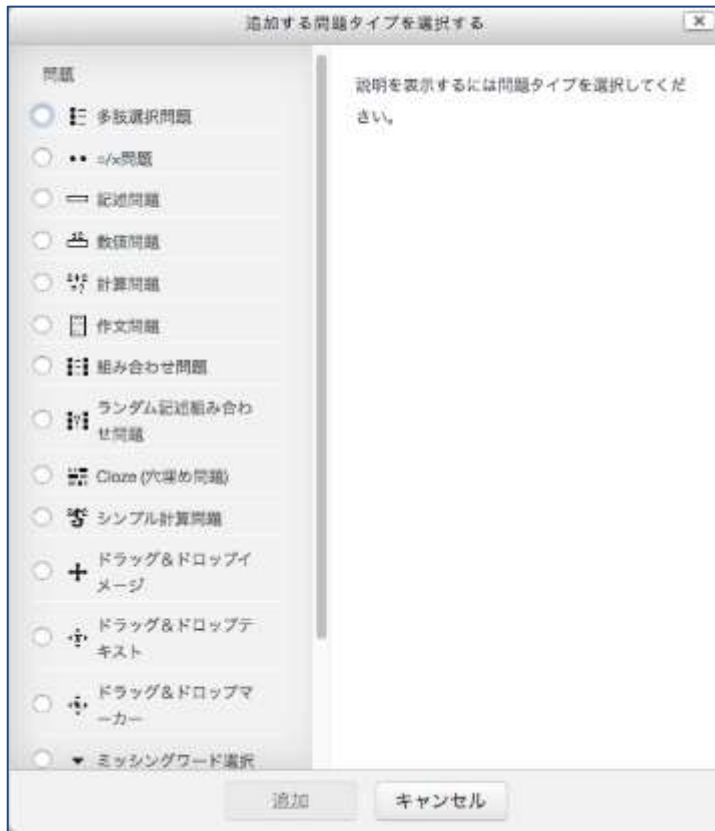 追加する問題タイプを選択する
問題
多肢選択問題
○/×問題
記述問題
数値問題
計算問題
作文問題
組み合わせ問題
ランダム記述組み合わ
せ問題
Cloze (穴埋め問題)
シンプル計算問題
ドラッグ&ドロップイ
メージ
ドラッグ&ドロップテ
キスト
ドラッグ&ドロップマ
ーカー
ミッシングワード選択
説明を表示するには問題タイプを選択してくだ
さい。
追加
キャンセル